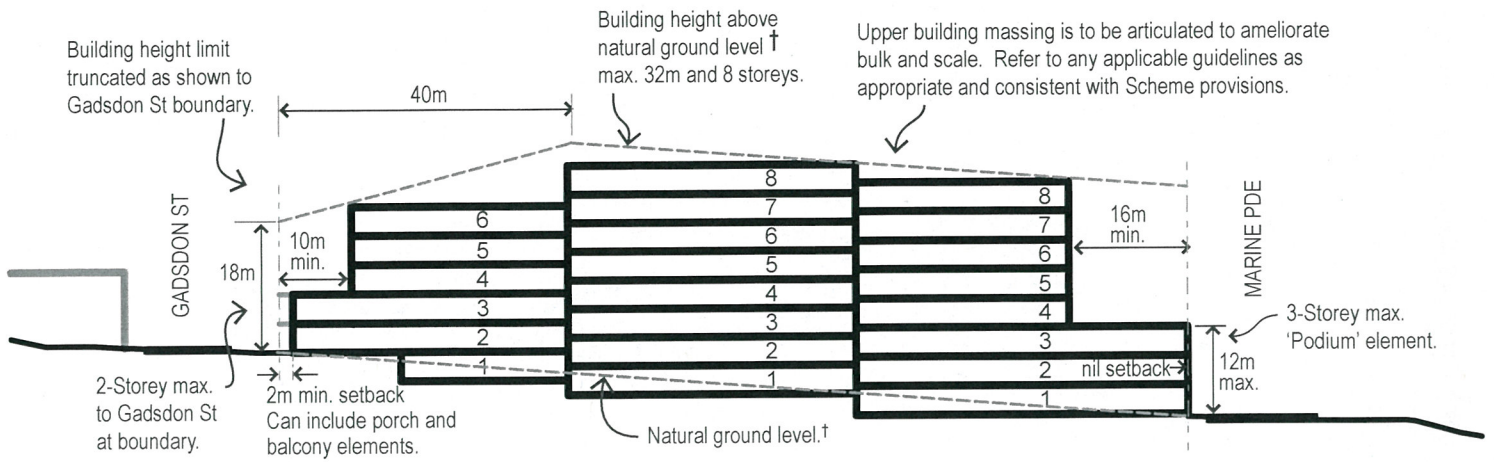 Building height limit
truncated as shown to
Gadsdon St boundary.
40m
Building height above
natural ground level †
max. 32m and 8 storeys.
Upper building massing is to be articulated to ameliorate
bulk and scale. Refer to any applicable guidelines as
appropriate and consistent with Scheme provisions.
GADSDON ST
18m
10m
min.
6
5
4
3
2
1
8
7
6
5
4
3
2
1
8
7
6
5
4
3
2
1
16m
min.
nil setback
MARINE PDE
12m
max.
3-Storey max.
'Podium' element.
2-Storey max.
to Gadsdon St
at boundary.
2m min. setback
Can include porch and
balcony elements.
Natural ground level.†